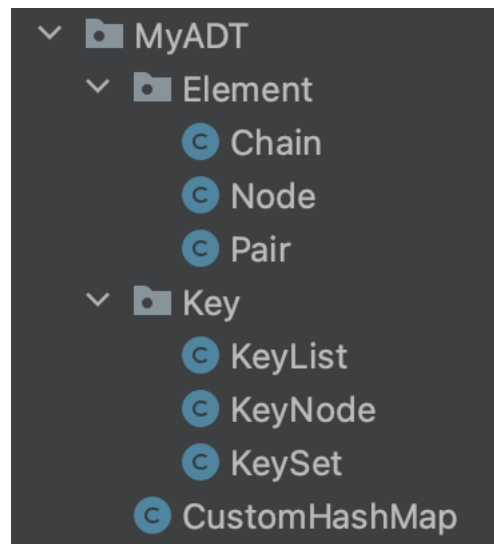 MyADT
Element
C Chain
C Node
C Pair
Key
C KeyList
C KeyNode
C KeySet
C CustomHashMap